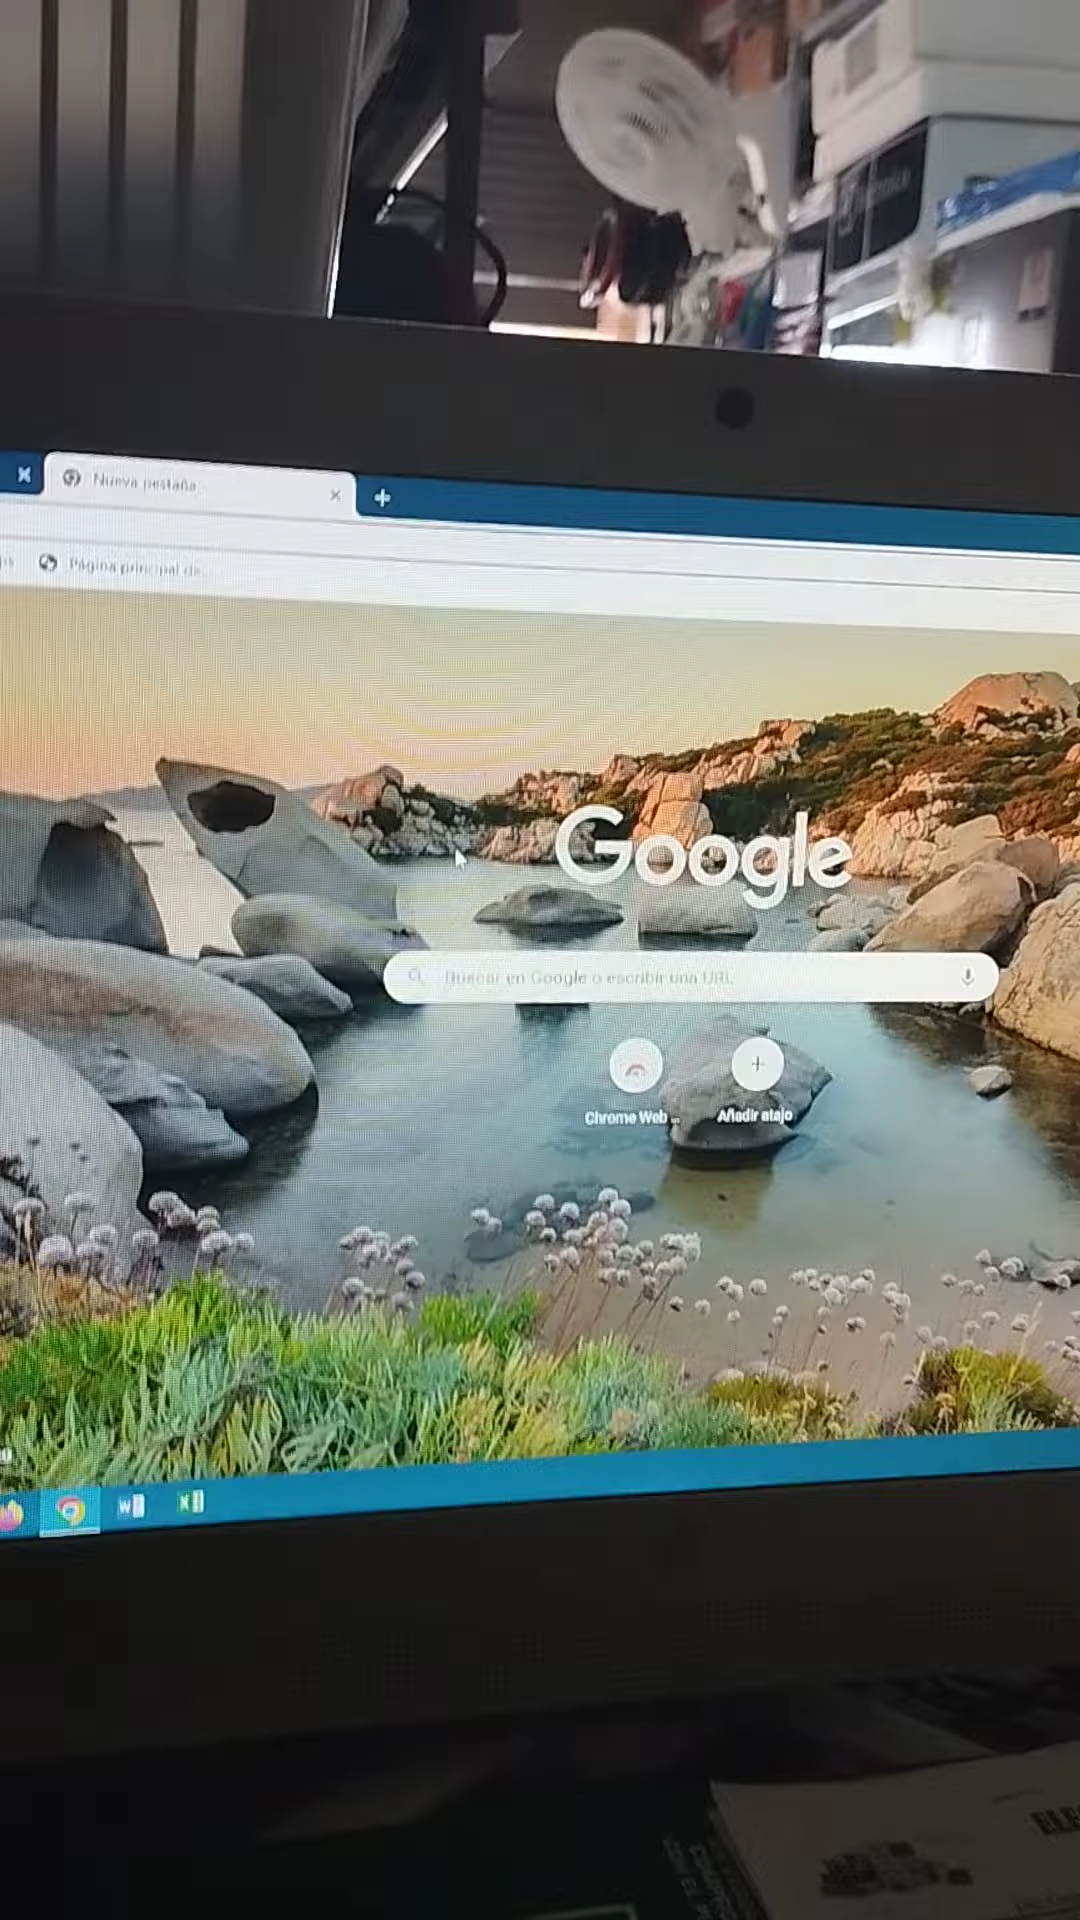 Nueva pestaña
Página principal de...
Google
Buscar en Google o escribir una URL
Chrome Web ...
Añadir atajo